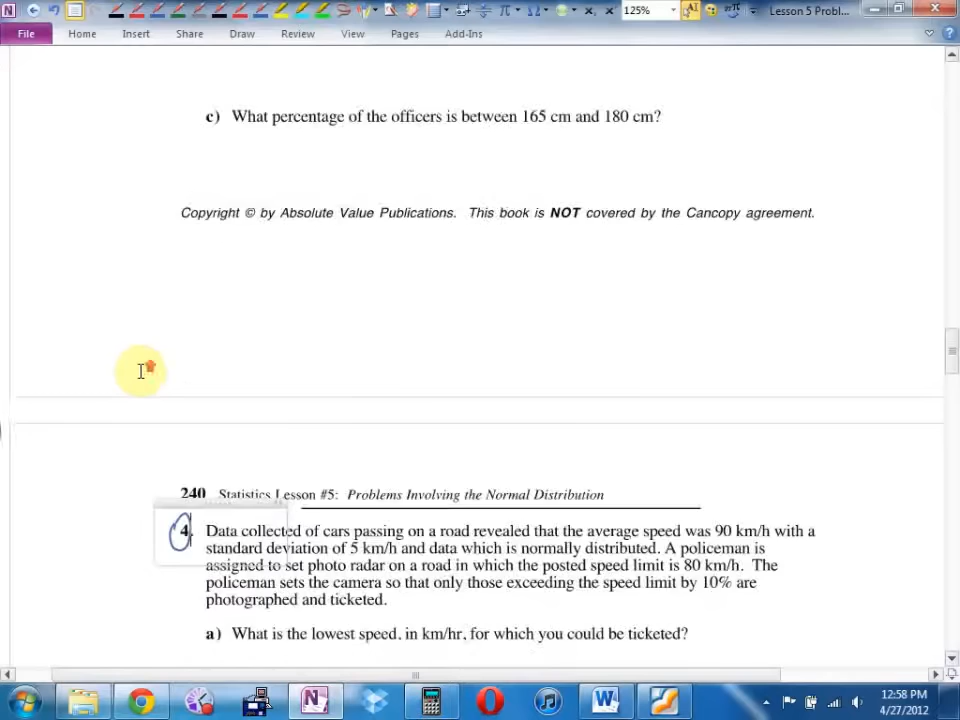 125%
Lesson 5 Probl...
File Home Insert Share Draw Review View Pages Add-Ins
c) What percentage of the officers is between 165 cm and 180 cm?
Copyright © by Absolute Value Publications. This book is NOT covered by the Cancopy agreement.
240 Statistics Lesson #5: Problems Involving the Normal Distribution
4. Data collected of cars passing on a road revealed that the average speed was 90 km/h with a
standard deviation of 5 km/h and data which is normally distributed. A policeman is
assigned to set photo radar on a road in which the posted speed limit is 80 km/h. The
policeman sets the camera so that only those exceeding the speed limit by 10% are
photographed and ticketed.
a) What is the lowest speed, in km/hr, for which you could be ticketed?
12:58 PM
4/27/2012